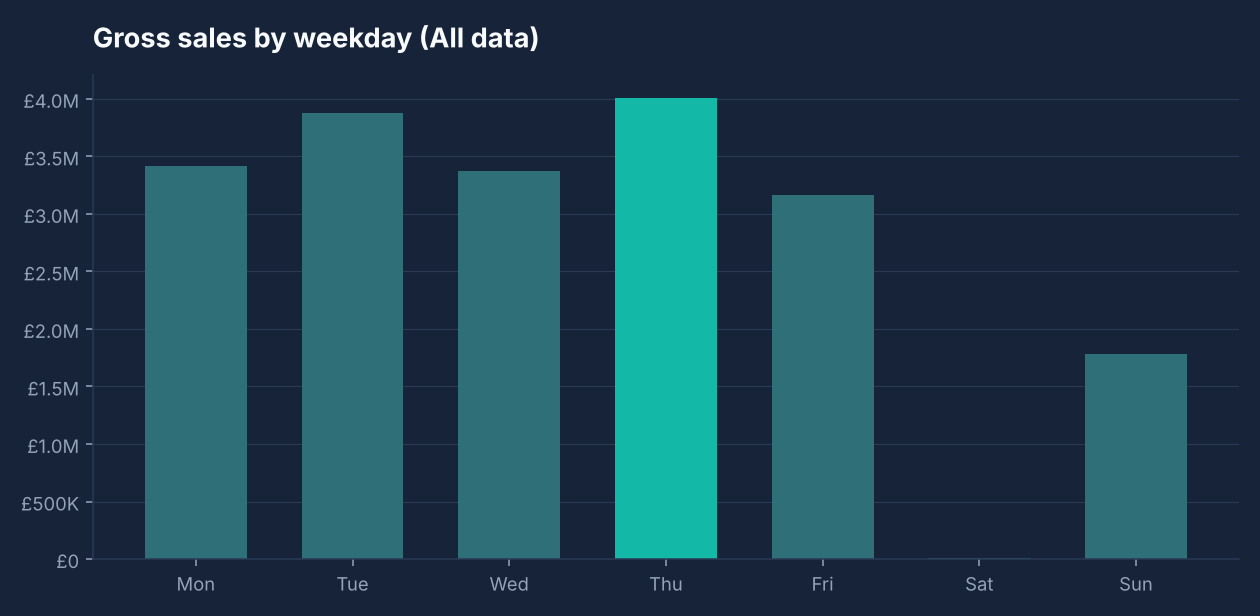 Gross sales by weekday (All data)
£4.0M
£3.5M
£3.0M
£2.5M
£2.0M
£1.5M
£1.0M
£500K
£0
Mon Tue Wed Thu Fri Sat Sun